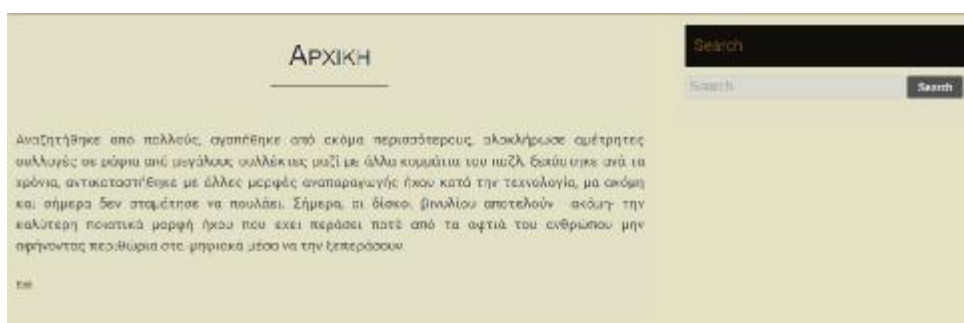 Αρχικη
Search
Search
Search
Αναζητήθηκε απο πολλούς, αγαπήθηκε από ακόμα περισσότερους, ολοκλήρωσε αμέτρητες
συλλογές σε ράφια από μεγάλους συλλέκτες μαζί με άλλα κομμάτια του παζλ, ξεχάστηκε ανά τα
χρόνια, αντικαταστήθηκε με άλλες μορφές αναπαραγωγής ήχου κατά την τεχνολογία, μα ακόμη
και σήμερα δεν σταμάτησε να πουλάει. Σήμερα, οι δίσκοι βινυλίου αποτελούν ακόμη- την
καλύτερη ποιοτικά μορφή ήχου που εχει περάσει ποτέ από τα αφτιά του ανθρώπου μην
αφήνοντας περιθώρια στα ψηφιακά μέσα να την ξεπεράσουν.